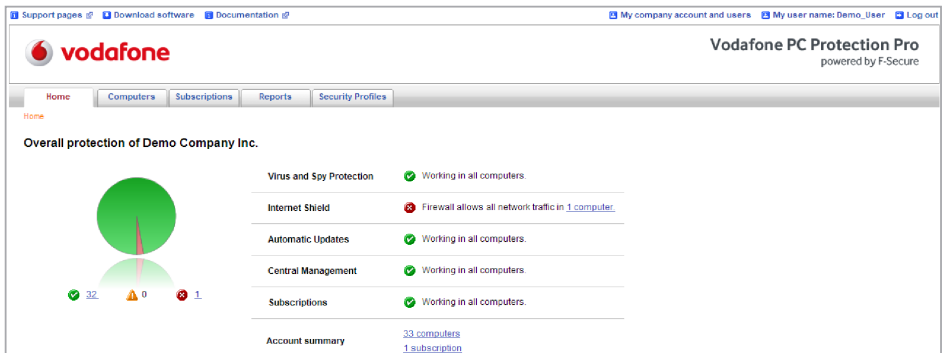 Support pages Download software Documentation My company account and users My user name: Demo_User Log out
vodafone
Vodafone PC Protection Pro
powered by F-Secure
Home Computers Subscriptions Reports Security Profiles
Home
Overall protection of Demo Company Inc.
Virus and Spy Protection Working in all computers.
Internet Shield Firewall allows all network traffic in 1 computer.
Automatic Updates Working in all computers.
Central Management Working in all computers.
32 0 1
Subscriptions Working in all computers.
Account summary 33 computers
1 subscription